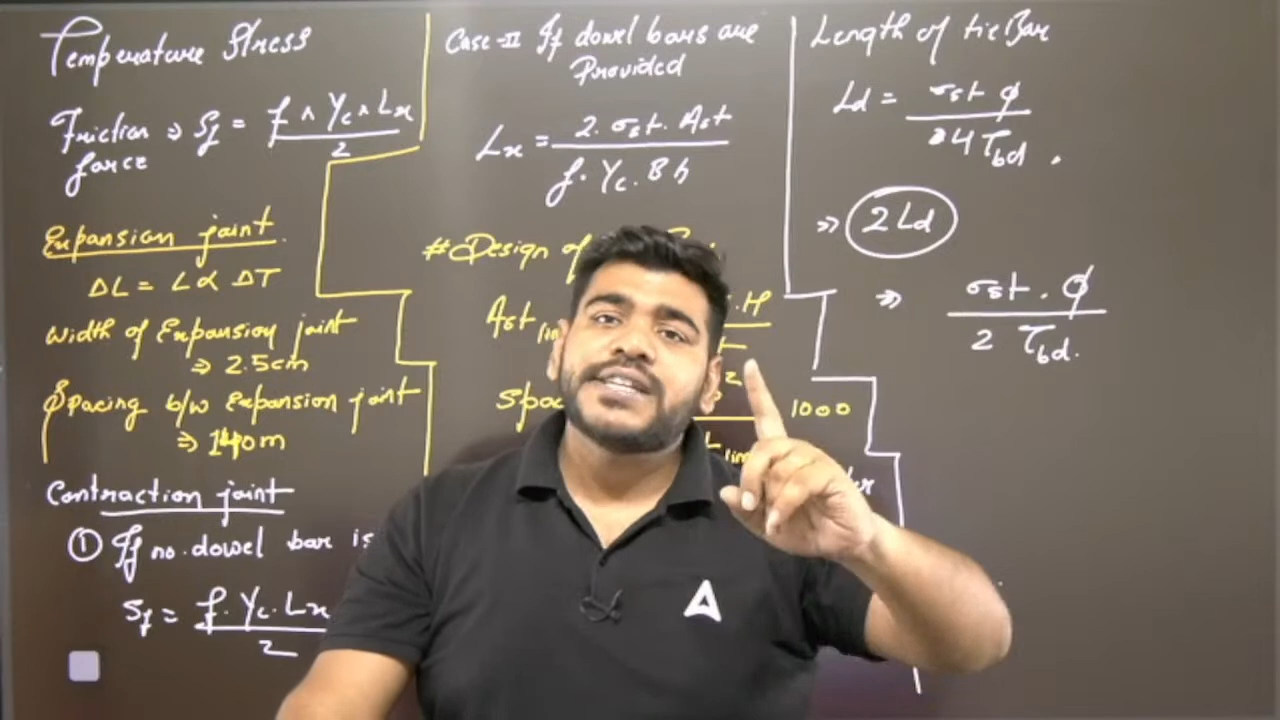 Temperature Stress
Friction ⇒ Sf = f × γc × Lx / 2
force
Expansion joint
ΔL = L α ΔT
Width of Expansion joint
⇒ 2.5cm
Spacing b/w Expansion joint
⇒ 140m
Contraction joint
① If no. dowel bar is
Sf = f. γc. Lx / 2
Case-II If dowel bars are
Provided
Lx = 2. σst. Ast / f. γc. B h
# Design of
Ast
. H
1000
Length of tie Bar
Ld = σst φ / 4 τbd .
⇒ 2 Ld
⇒ σst . φ / 2 τbd.